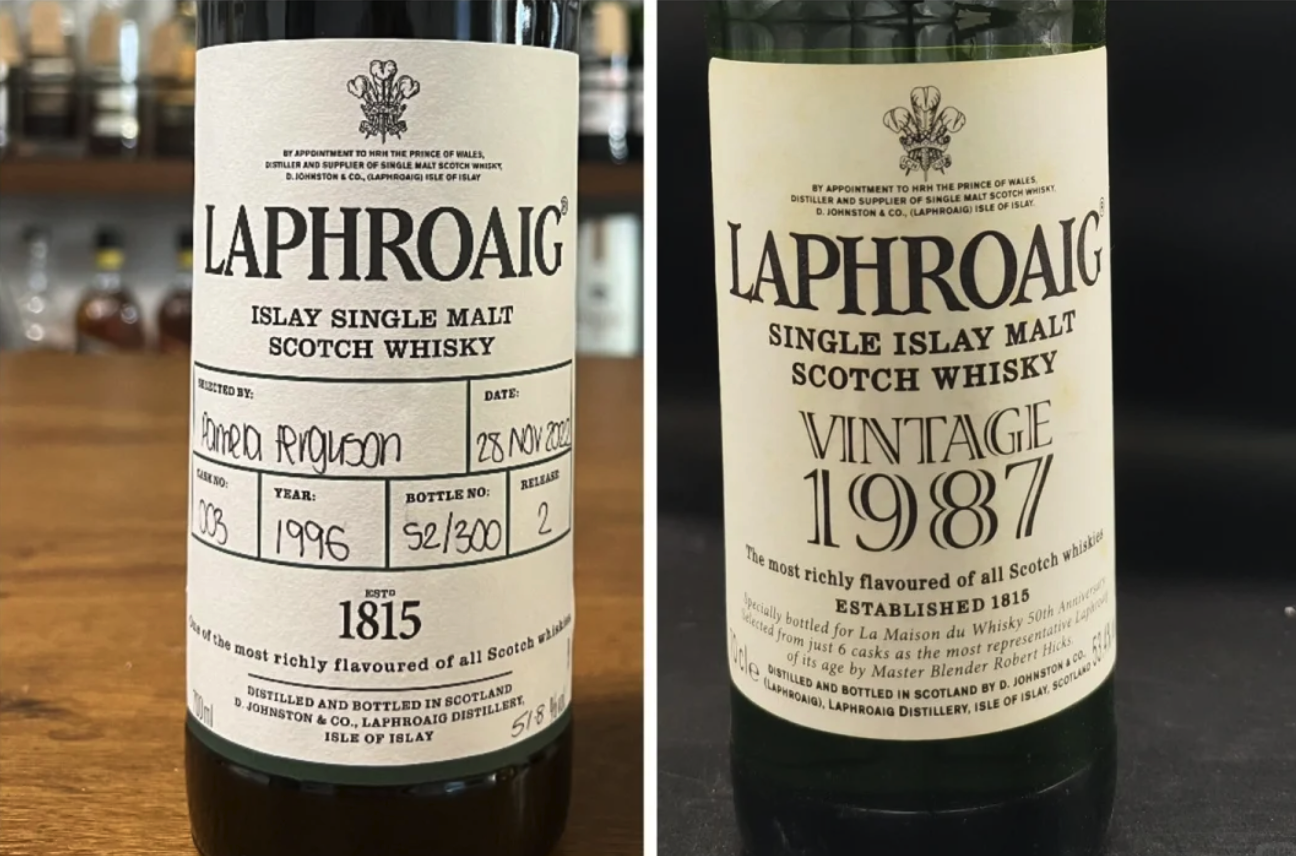 BY APPOINTMENT TO HRH THE PRINCE OF WALES,
DISTILLER AND SUPPLIER OF SINGLE MALT SCOTCH WHISKY,
D. JOHNSTON & CO., (LAPHROAIG) ISLE OF ISLAY
LAPHROAIG®
ISLAY SINGLE MALT
SCOTCH WHISKY
SELECTED BY:
Pamela Ferguson
DATE:
28 NOV
CASK NO:
003
YEAR:
1996
BOTTLE NO:
52/300
RELEASE
2
ESTD
1815
One of the most richly flavoured of all Scotch whiskies
DISTILLED AND BOTTLED IN SCOTLAND
D. JOHNSTON & CO., LAPHROAIG DISTILLERY,
ISLE OF ISLAY
700ml
51.8 %vol
BY APPOINTMENT TO HRH THE PRINCE OF WALES,
DISTILLER AND SUPPLIER OF SINGLE MALT SCOTCH WHISKY,
D. JOHNSTON & CO., (LAPHROAIG) ISLE OF ISLAY.
LAPHROAIG®
SINGLE ISLAY MALT
SCOTCH WHISKY
VINTAGE
1987
The most richly flavoured of all Scotch whiskies
ESTABLISHED 1815
Specially bottled for La Maison du Whisky 50th Anniversary.
Selected from just 6 casks as the most representative Laphroaig
of its age by Master Blender Robert Hicks.
70cl e
DISTILLED AND BOTTLED IN SCOTLAND BY D. JOHNSTON & CO.,
(LAPHROAIG), LAPHROAIG DISTILLERY, ISLE OF ISLAY, SCOTLAND